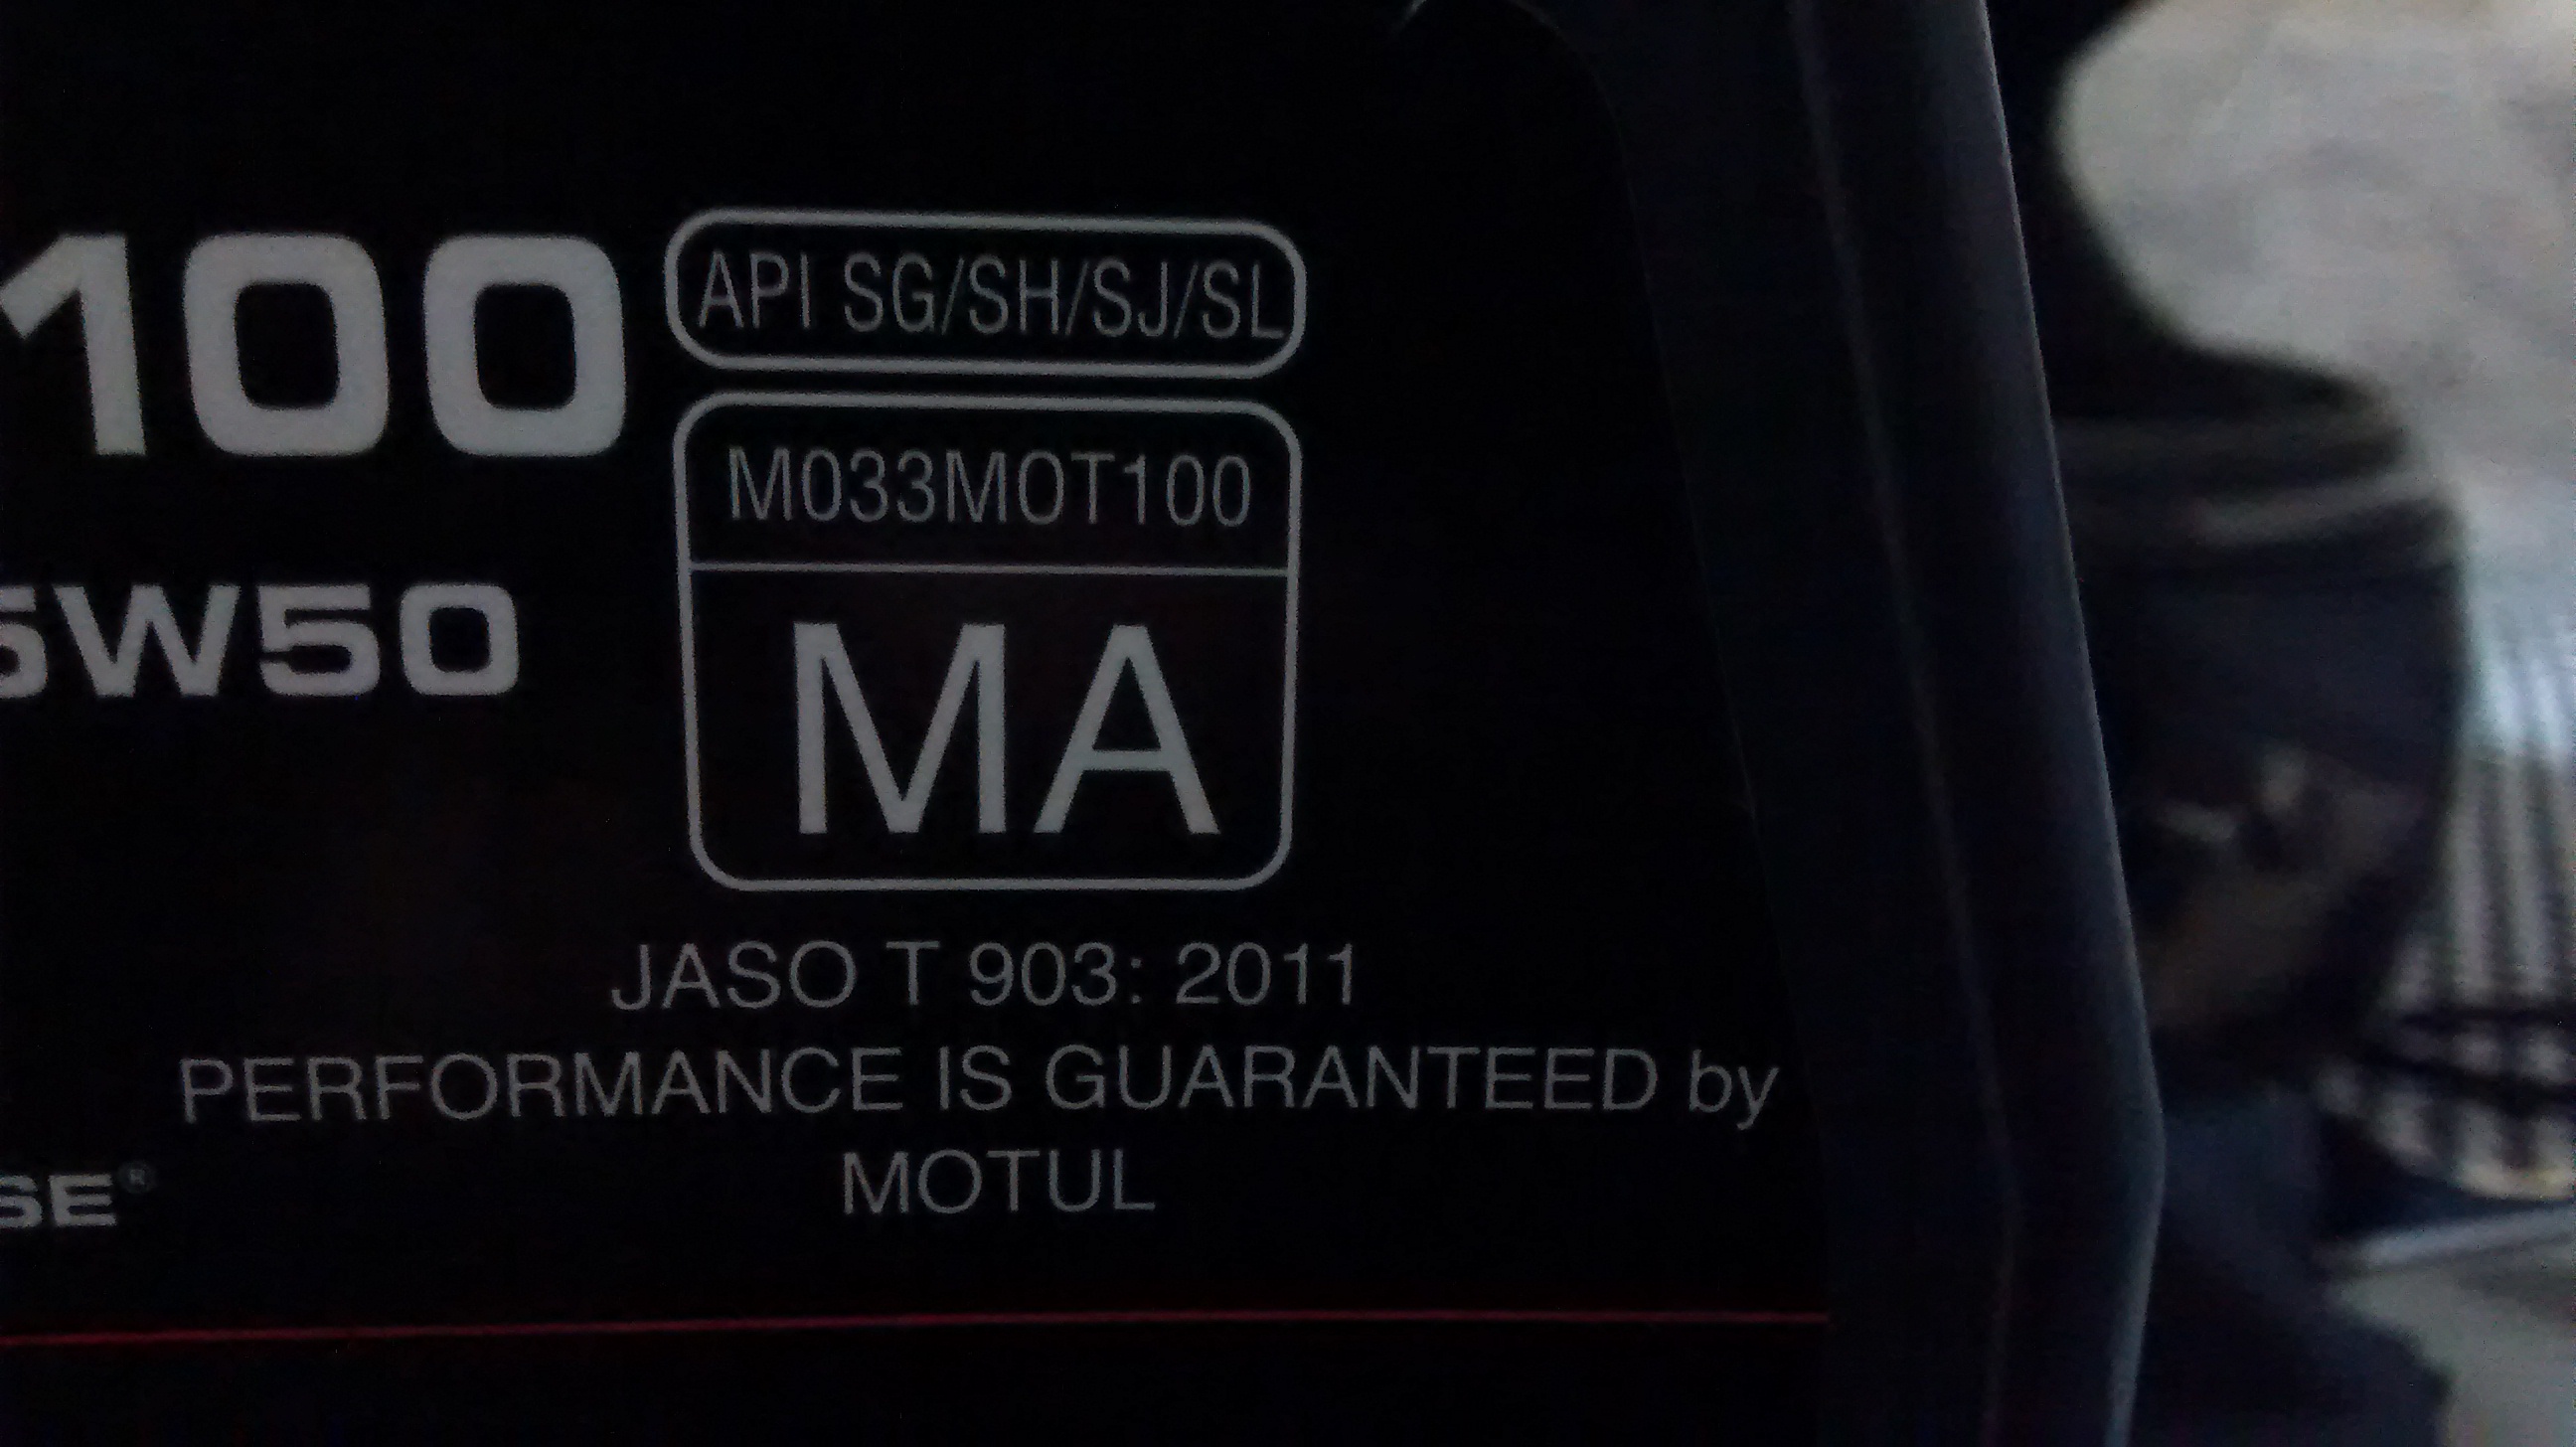 100
API SG/SH/SJ/SL
M033MOT100
5W50
MA
JASO T 903: 2011
PERFORMANCE IS GUARANTEED by
MOTUL
SE®